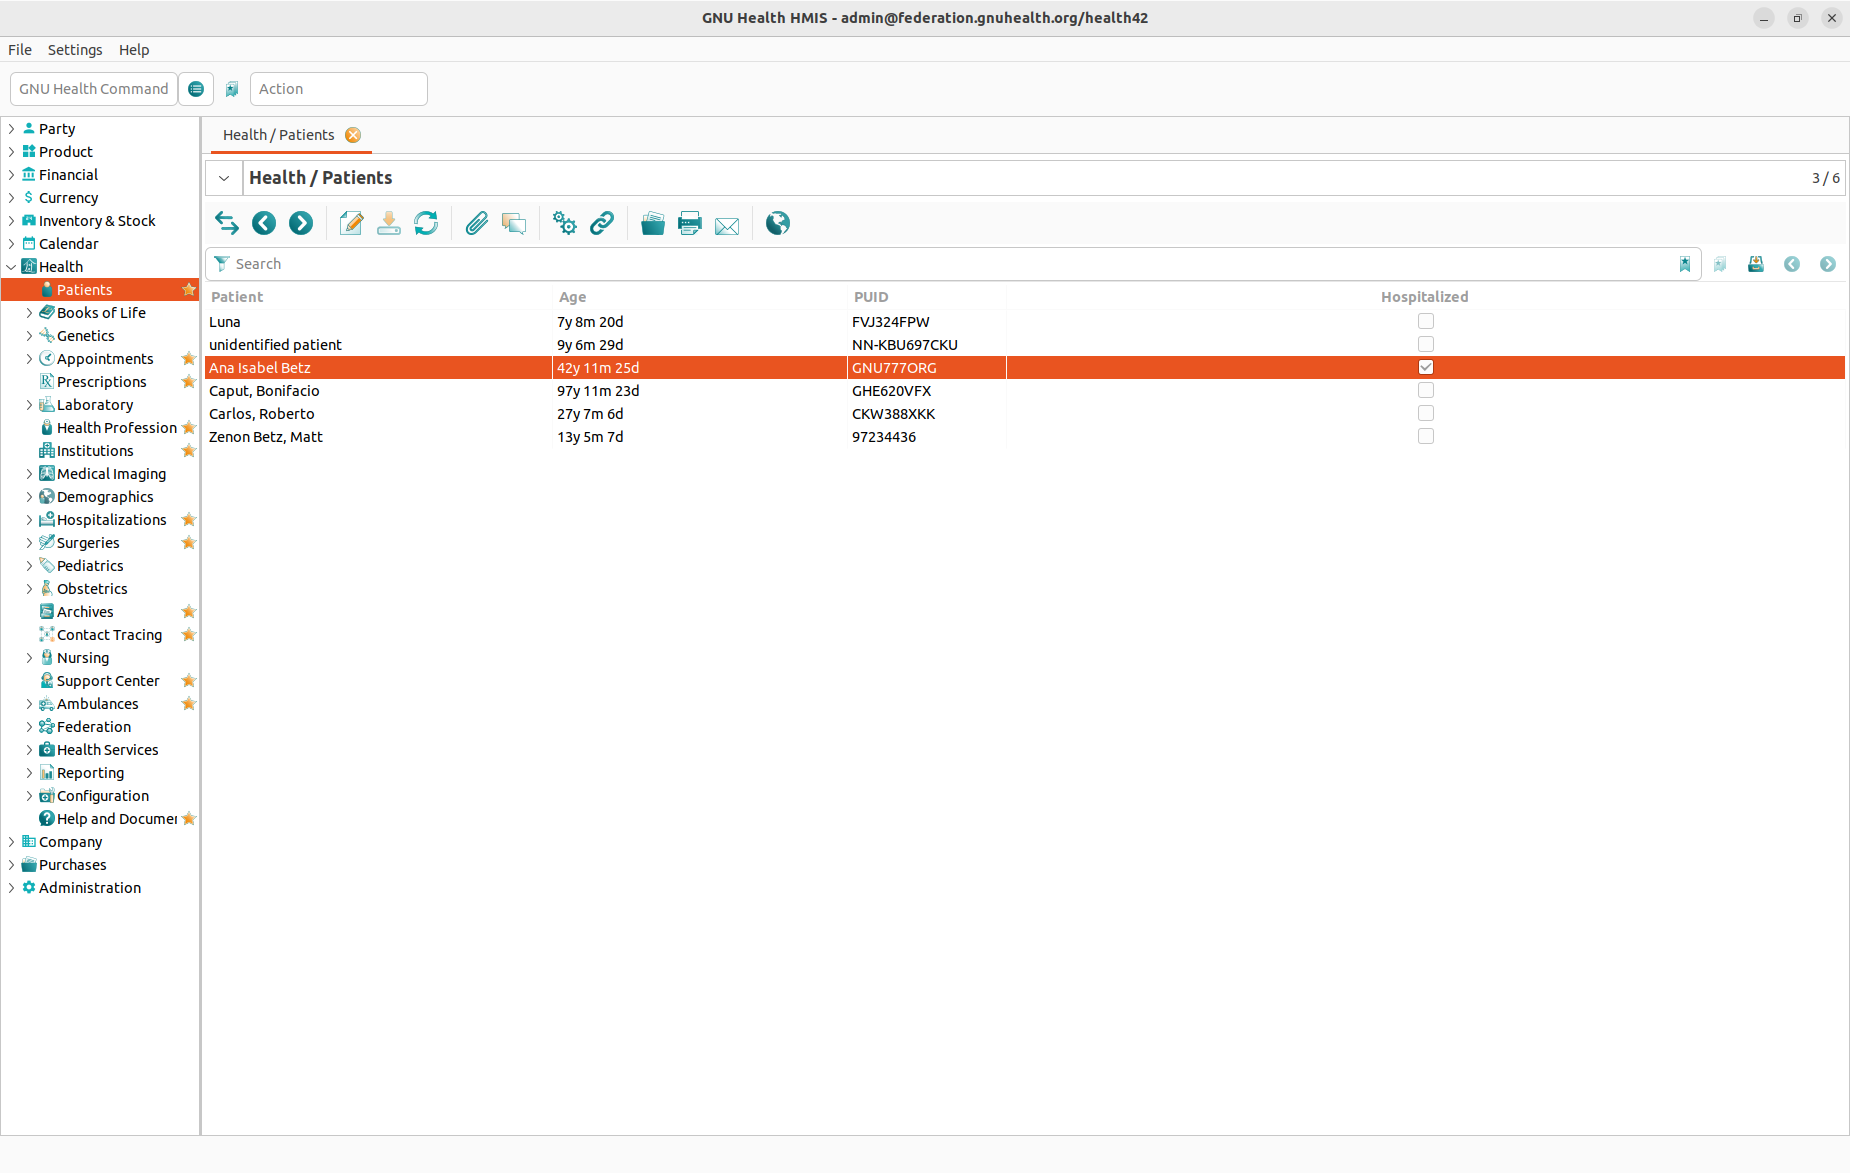 GNU Health HMIS - admin@federation.gnuhealth.org/health42
File Settings Help
GNU Health Command Action
Party
Product
Financial
Currency
Inventory & Stock
Calendar
Health
Patients
Books of Life
Genetics
Appointments
Prescriptions
Laboratory
Health Profession
Institutions
Medical Imaging
Demographics
Hospitalizations
Surgeries
Pediatrics
Obstetrics
Archives
Contact Tracing
Nursing
Support Center
Ambulances
Federation
Health Services
Reporting
Configuration
Help and Documen
Company
Purchases
Administration
Health / Patients
Health / Patients 3 / 6
Search
Patient Age PUID Hospitalized
Luna 7y 8m 20d FVJ324FPW
unidentified patient 9y 6m 29d NN-KBU697CKU
Ana Isabel Betz 42y 11m 25d GNU777ORG
Caput, Bonifacio 97y 11m 23d GHE620VFX
Carlos, Roberto 27y 7m 6d CKW388XKK
Zenon Betz, Matt 13y 5m 7d 97234436